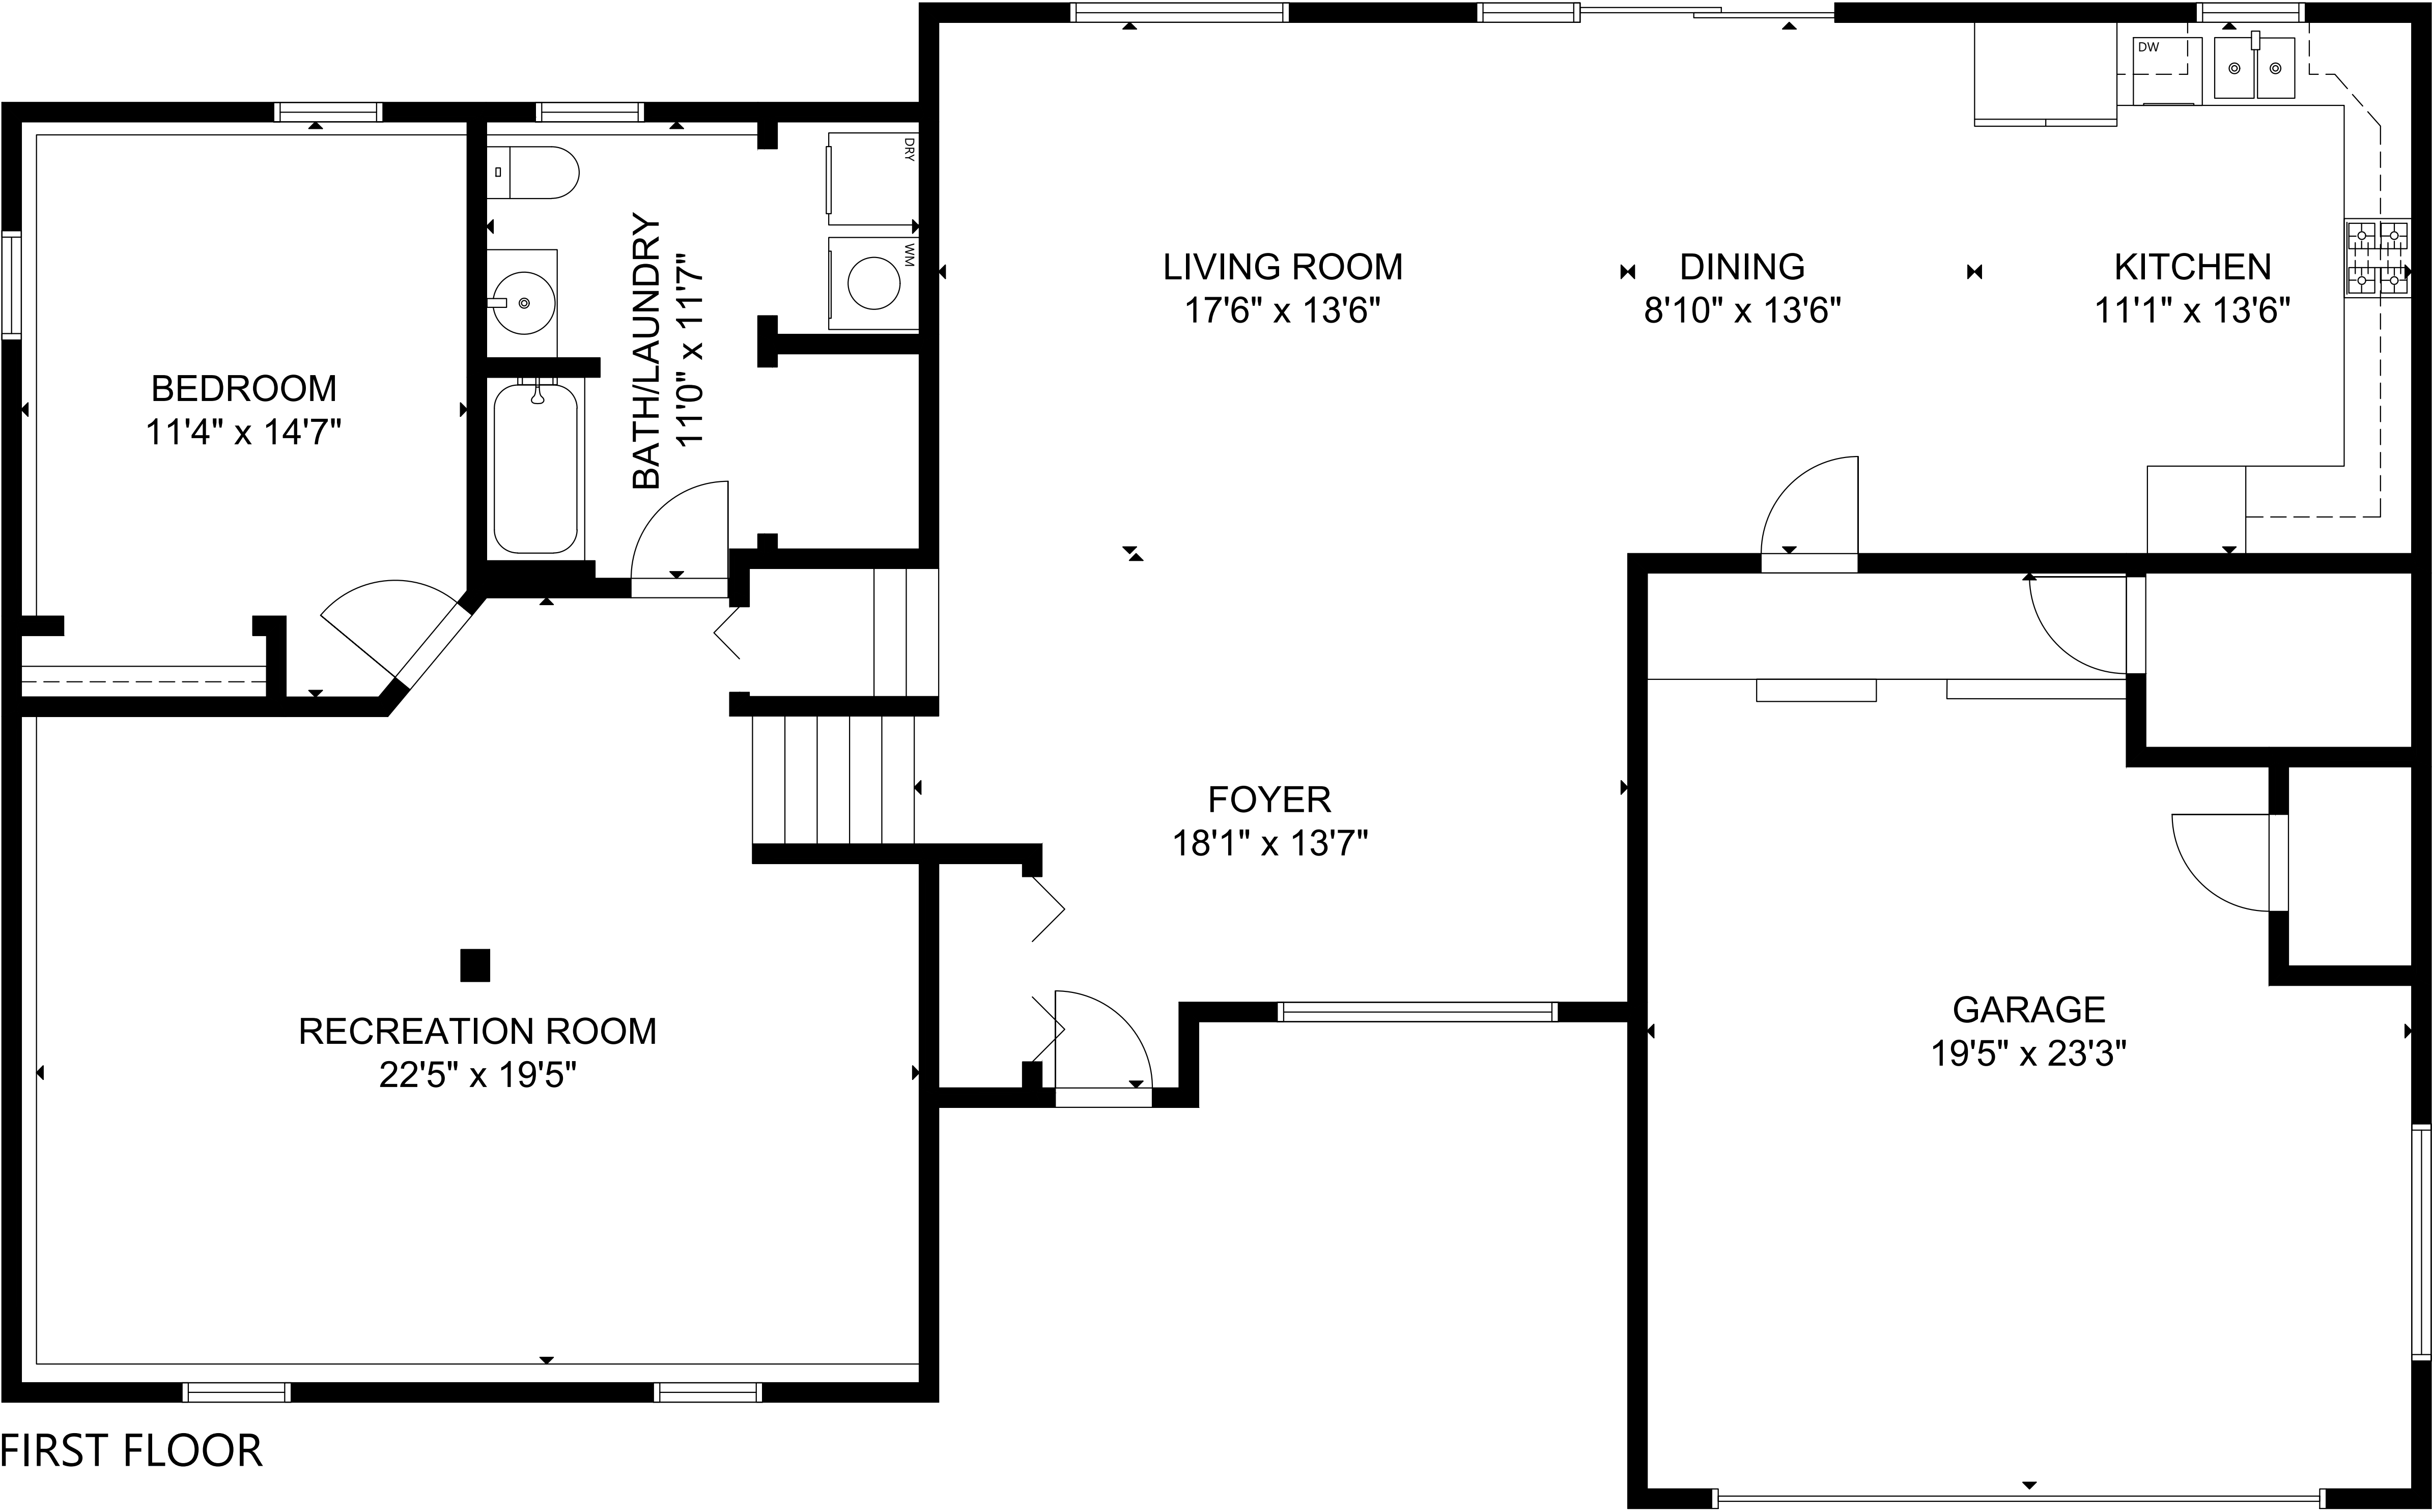 DW
DRY
WM
BATH/LAUNDRY
11'0" x 11'7"
LIVING ROOM
17'6" x 13'6"
DINING
8'10" x 13'6"
KITCHEN
11'1" x 13'6"
BEDROOM
11'4" x 14'7"
FOYER
18'1" x 13'7"
RECREATION ROOM
22'5" x 19'5"
GARAGE
19'5" x 23'3"
FIRST FLOOR